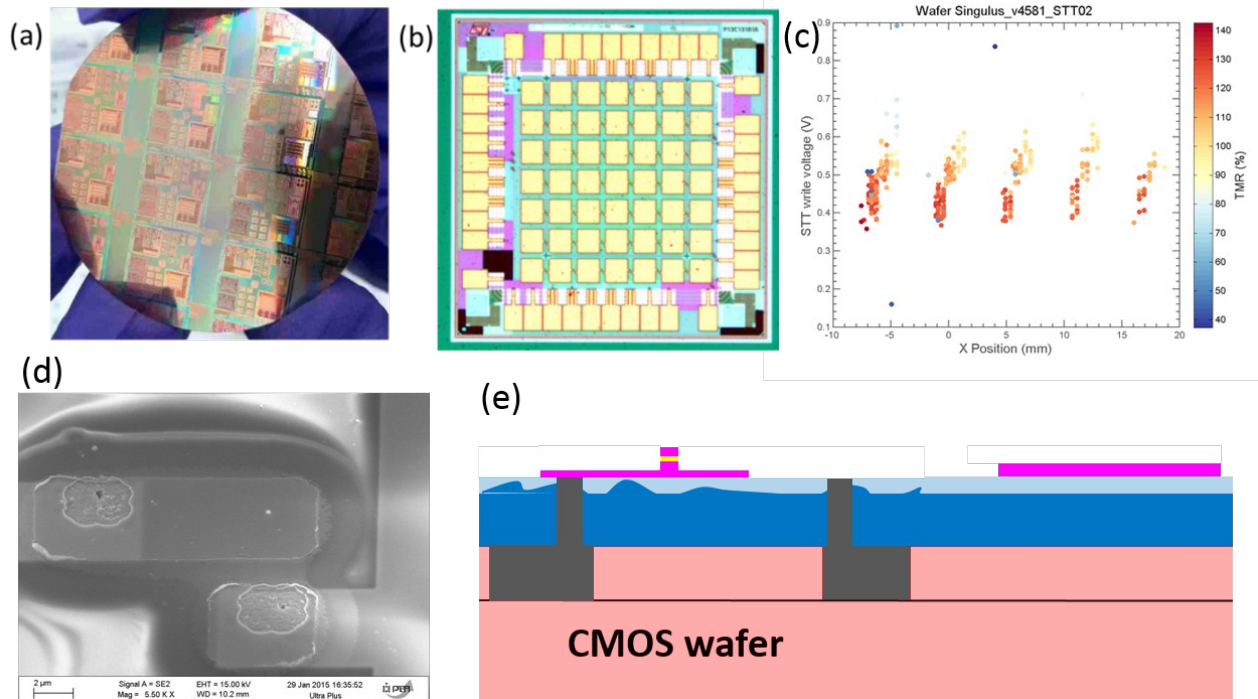 (a)
(b)
P12C131016
(c)
Wafer Singulus_v4581_STT02
STT write voltage (V)
0.9
0.8
0.7
0.6
0.5
0.4
0.3
0.2
0.1
-10
-5
0
5
10
15
20
X Position (mm)
140
130
120
110
100
90
80
70
60
50
40
TMR (%)
(d)
2 µm
Signal A = SE2
Mag = 5.50 K X
EHT = 15.00 kV
WD = 10.2 mm
29 Jan 2015 16:35:52
Ultra Plus
(e)
CMOS wafer